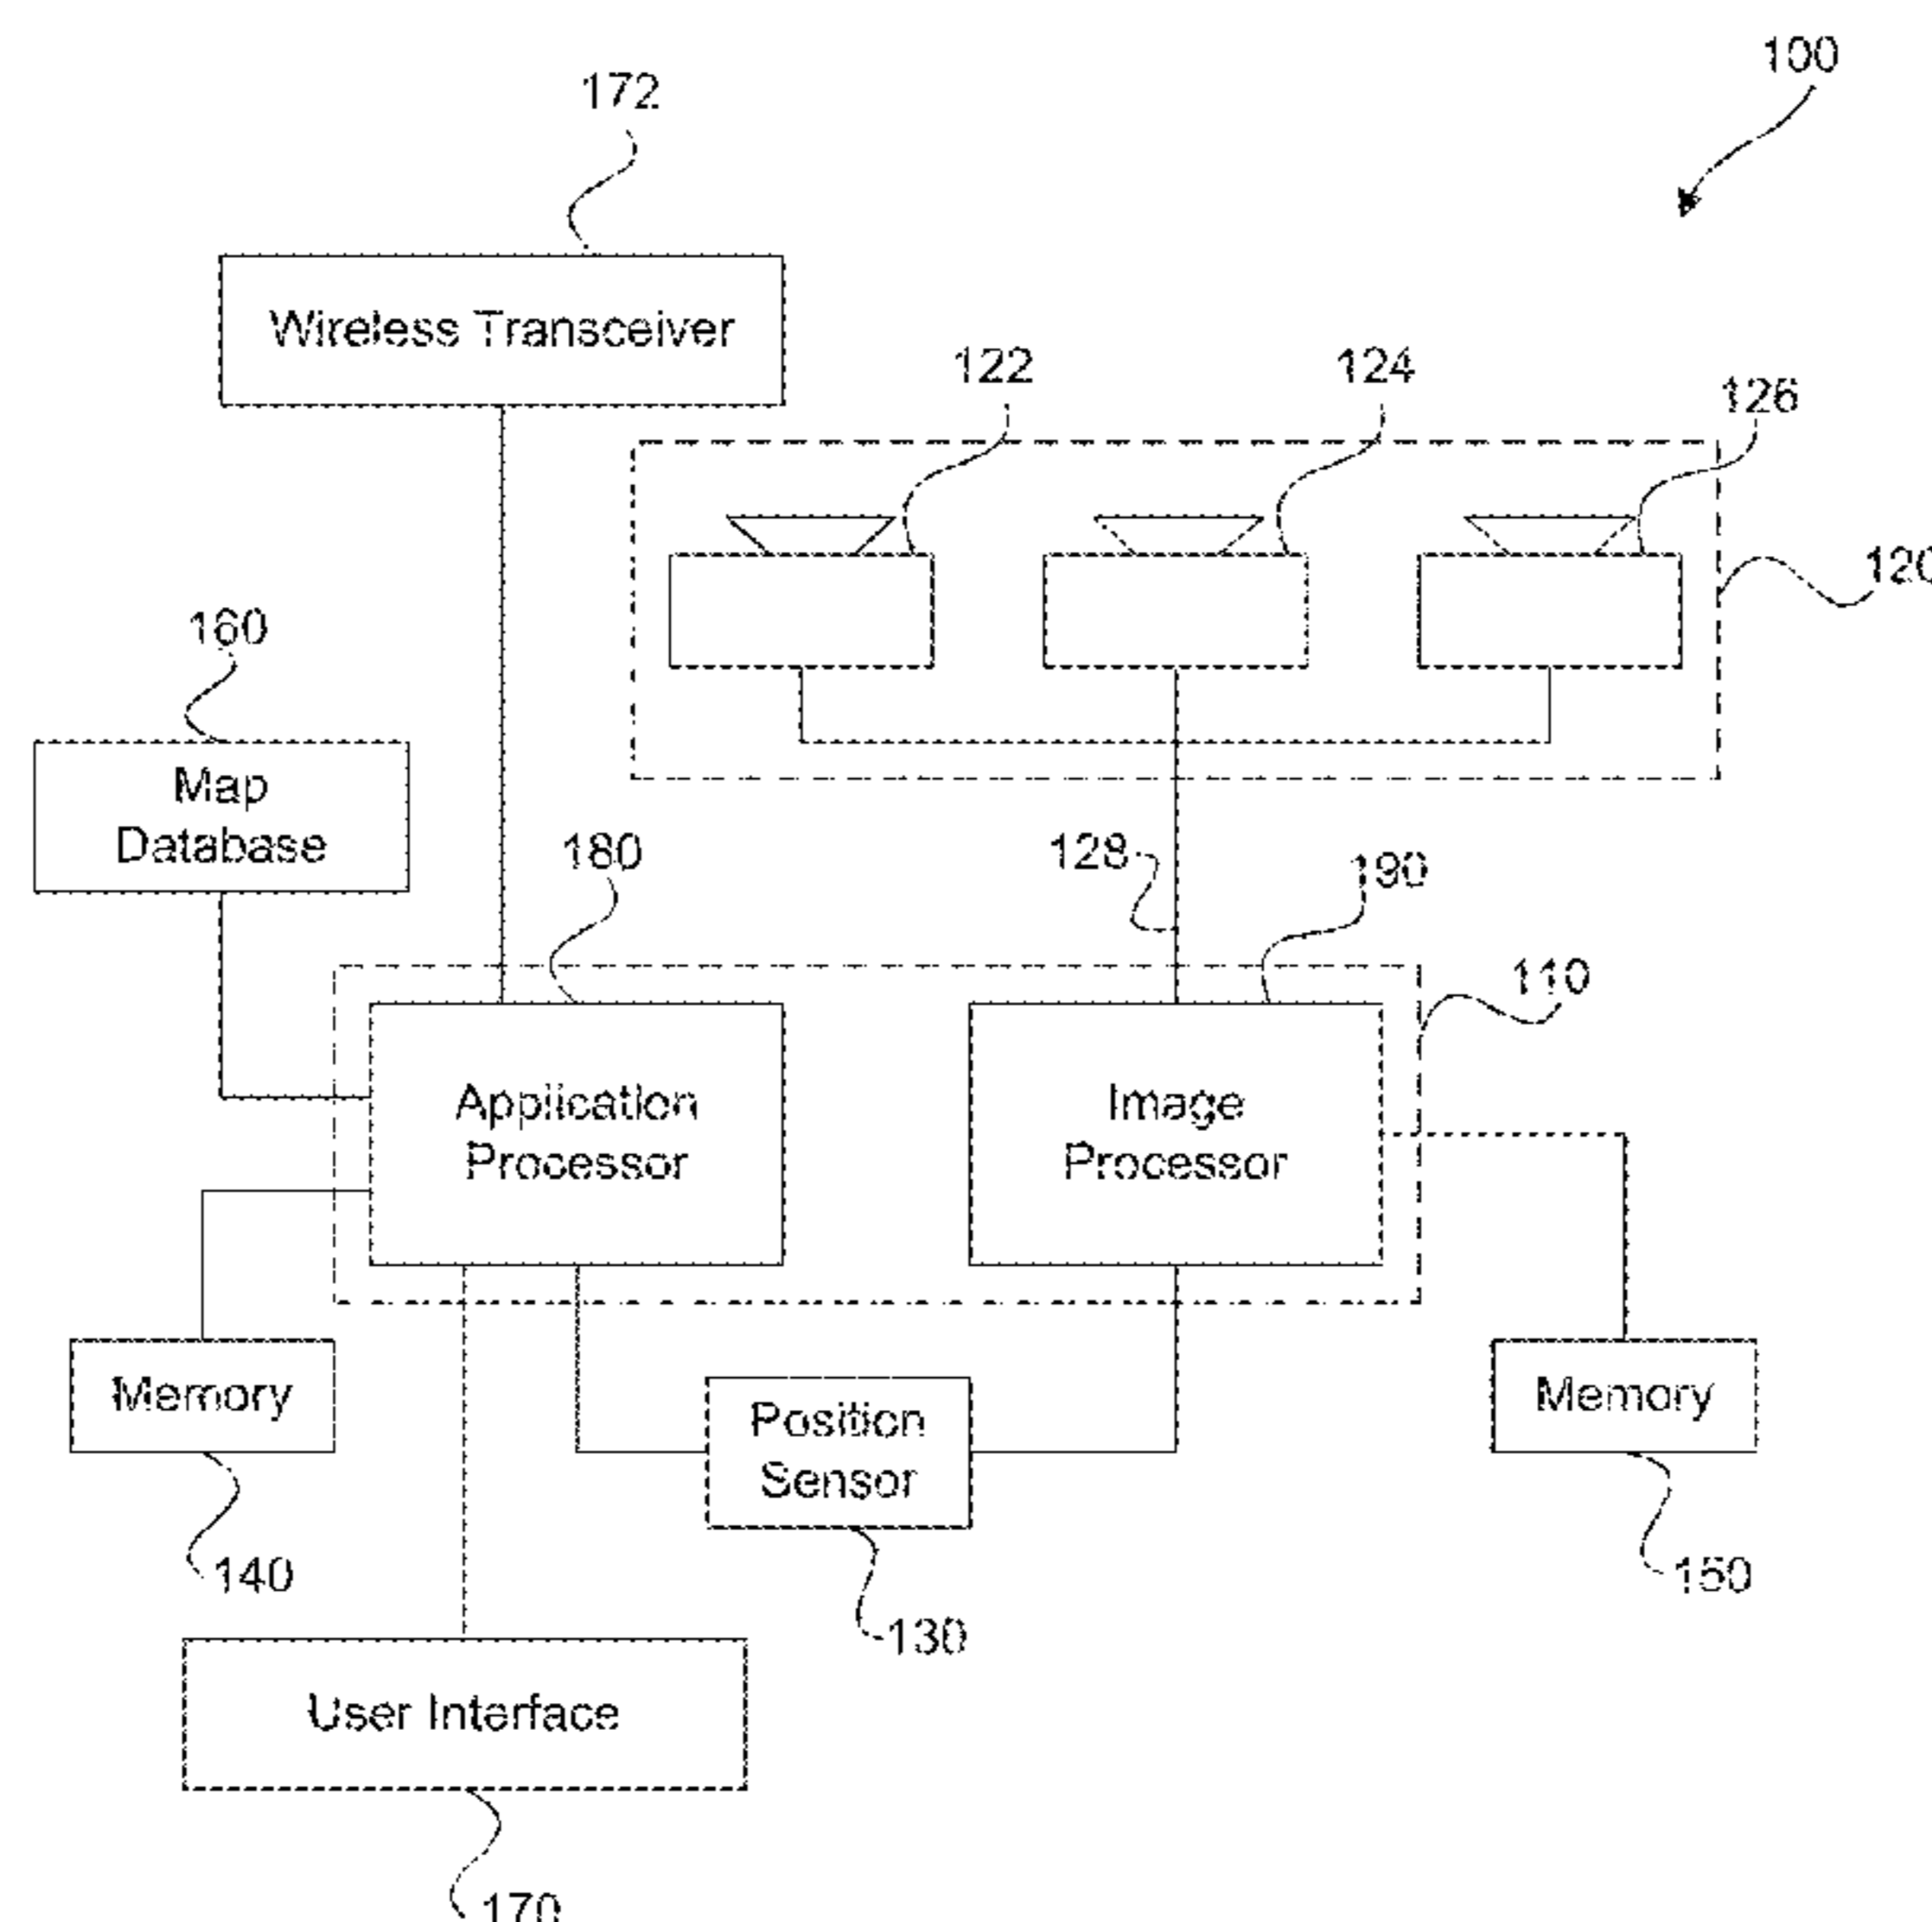 100
172
Wireless Transceiver
122
124
126
120
160
Map
Database
180
128
190
110
Application
Processor
Image
Processor
Memory
Position
Sensor
Memory
140
130
150
User Interface
170